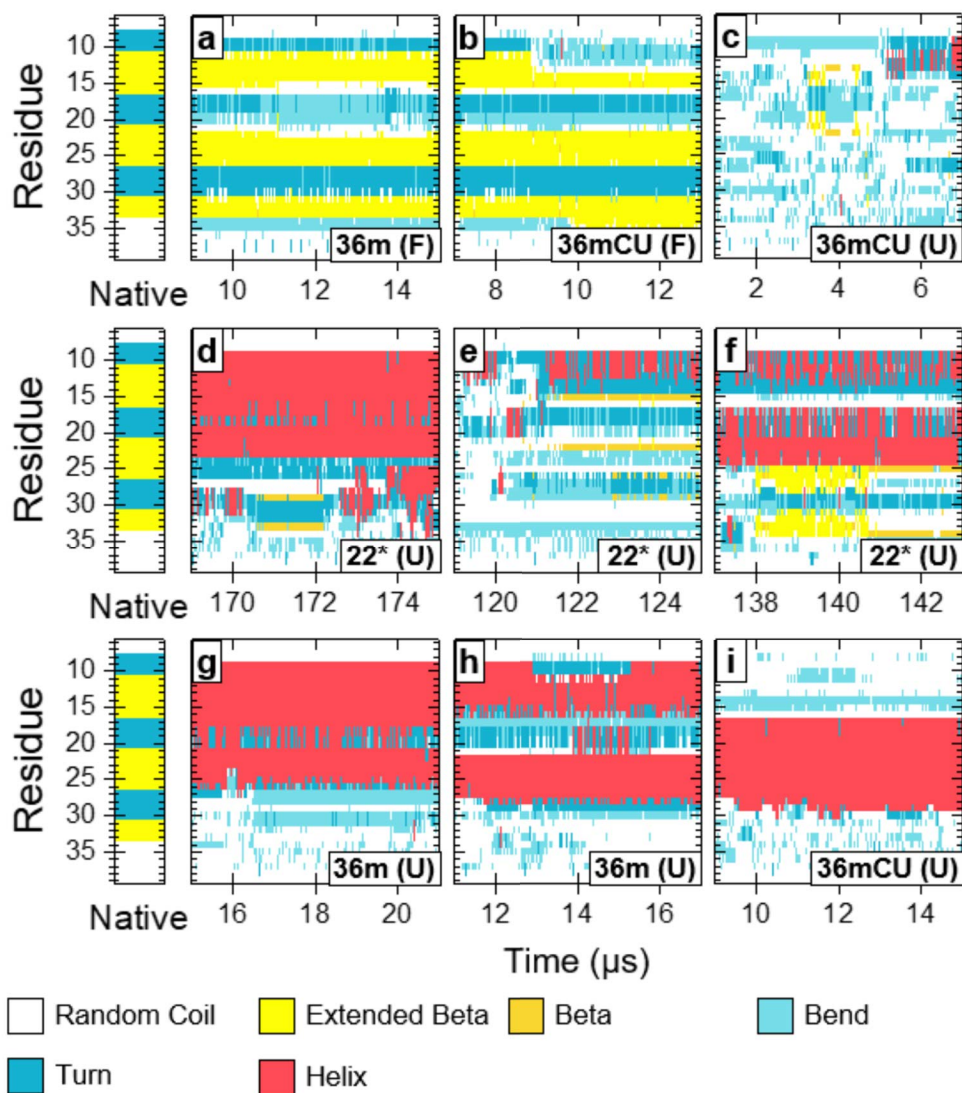 a b c
Residue 10 15 20 25 30 35
36m (F) 36mCU (F) 36mCU (U)
Native 10 12 14 8 10 12 2 4 6
d e f
Residue 10 15 20 25 30 35
22* (U) 22* (U) 22* (U)
Native 170 172 174 120 122 124 138 140 142
g h i
Residue 10 15 20 25 30 35
36m (U) 36m (U) 36mCU (U)
Native 16 18 20 12 14 16 10 12 14
Time (µs)
Random Coil Extended Beta Beta Bend
Turn Helix